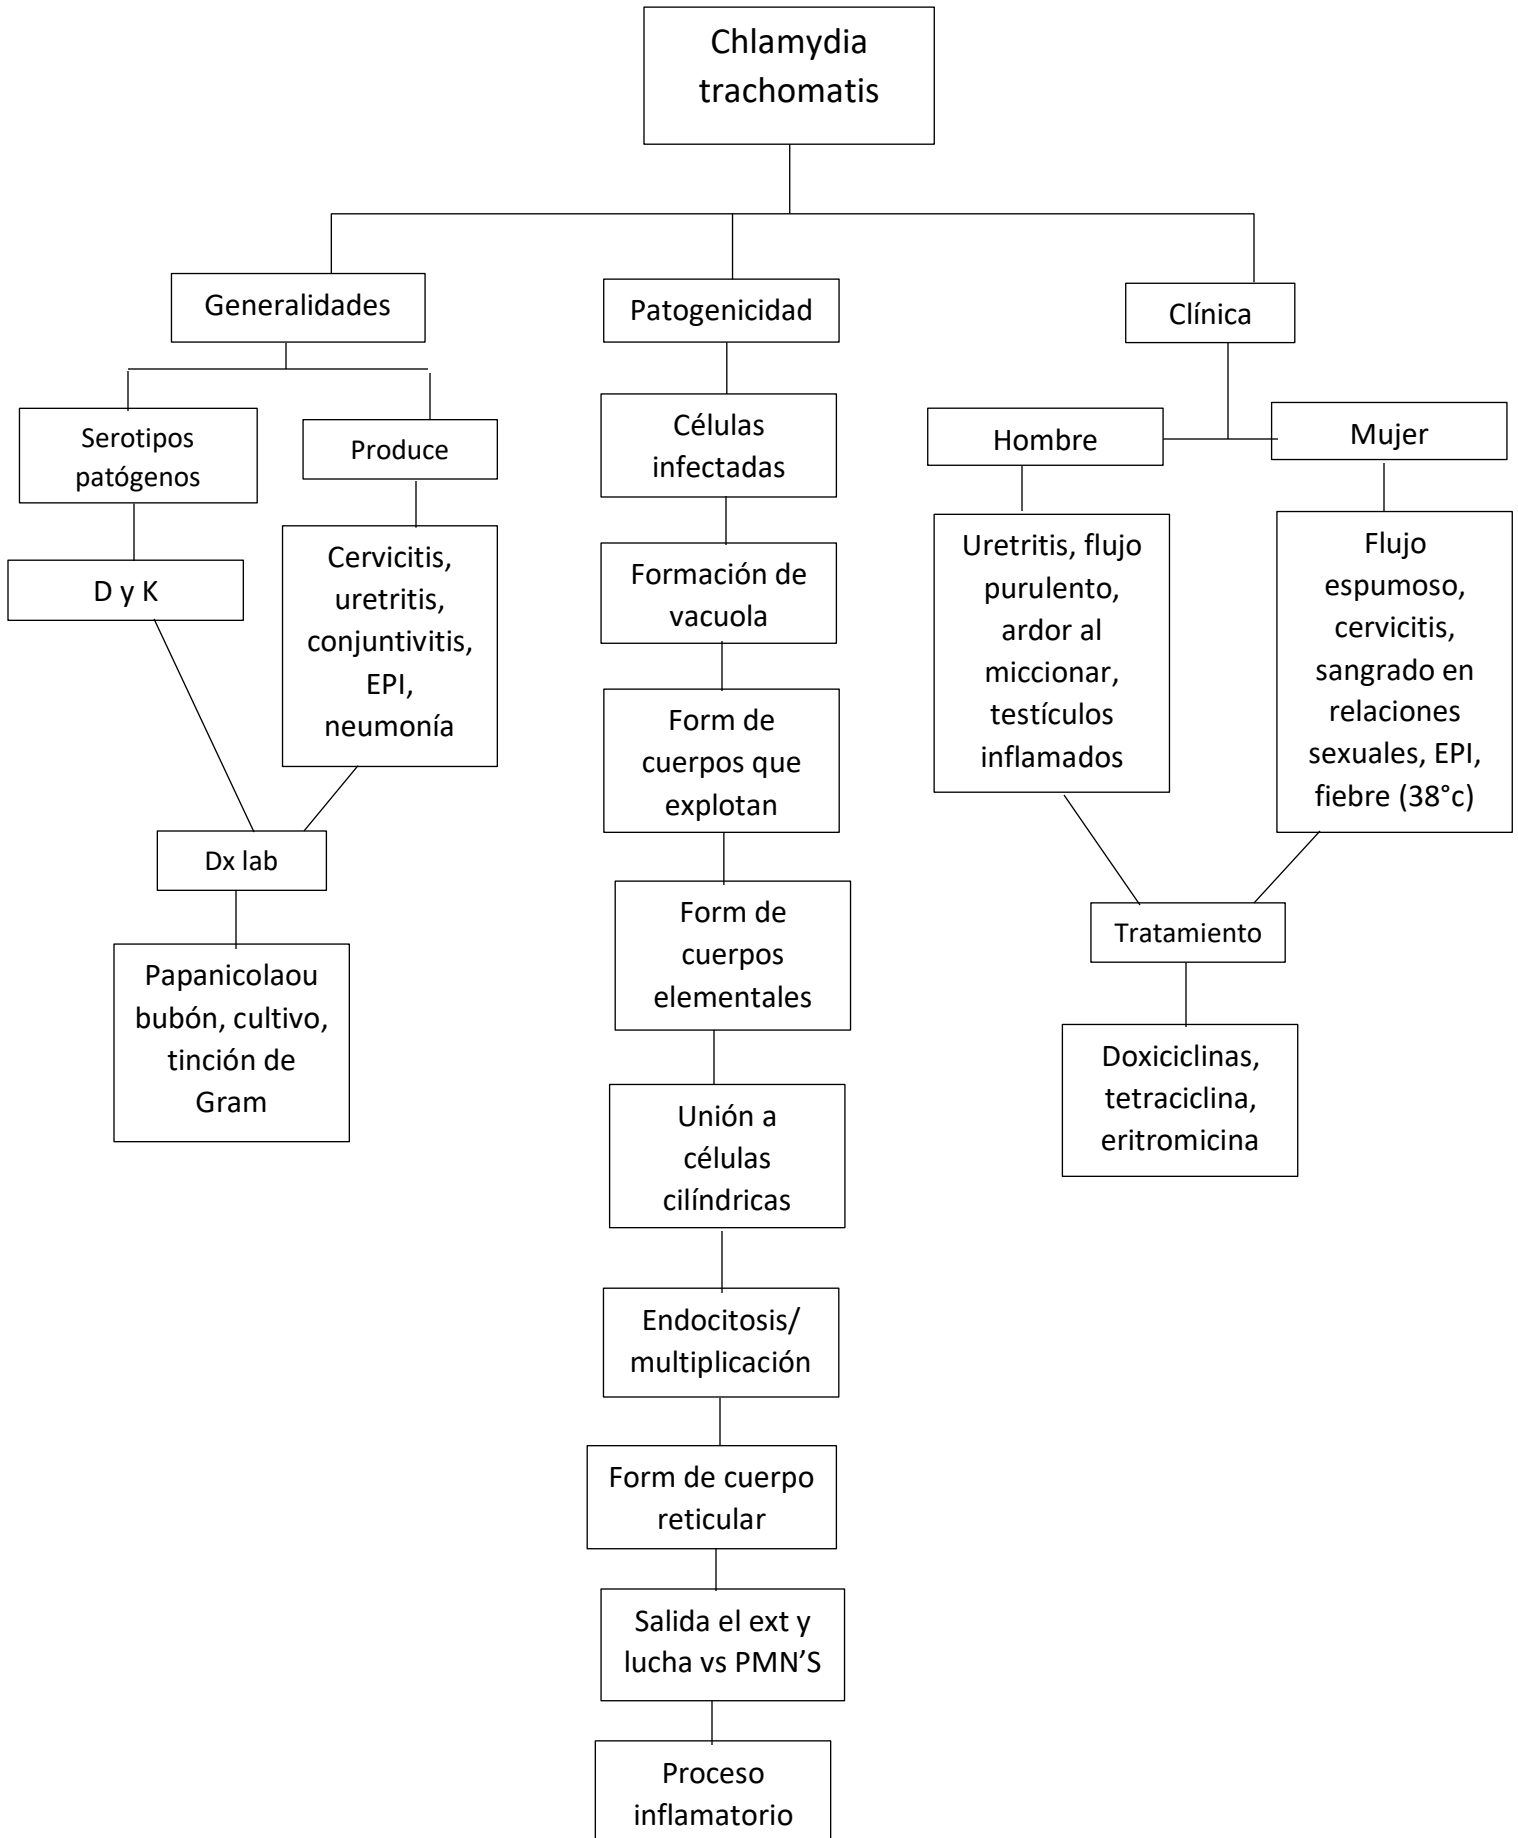 Chlamydia
trachomatis
Generalidades
Patogenicidad
Clínica
Serotipos
patógenos
Produce
D y K
Cervicitis,
uretritis,
conjuntivitis,
EPI,
neumonía
Dx lab
Papanicolaou
bubón, cultivo,
tinción de
Gram
Células
infectadas
Formación de
vacuola
Form de
cuerpos que
explotan
Form de
cuerpos
elementales
Unión a
células
cilíndricas
Endocitosis/
multiplicación
Form de cuerpo
reticular
Salida el ext y
lucha vs PMN’S
Proceso
inflamatorio
Hombre
Mujer
Uretritis, flujo
purulento,
ardor al
miccionar,
testículos
inflamados
Flujo
espumoso,
cervicitis,
sangrado en
relaciones
sexuales, EPI,
fiebre (38°c)
Tratamiento
Doxiciclinas,
tetraciclina,
eritromicina